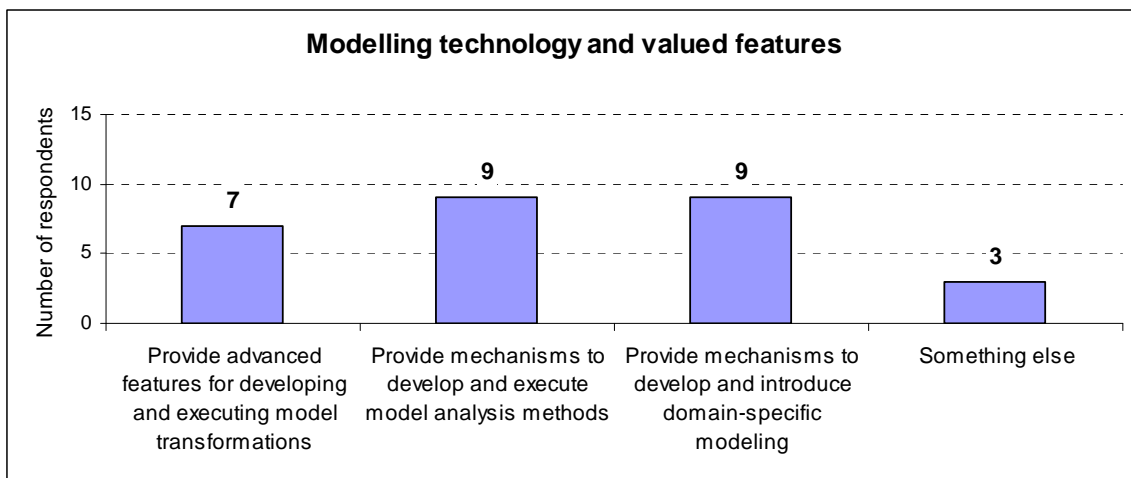 Modelling technology and valued features
Number of respondents
15
10
5
0
7
9
9
3
Provide advanced
features for developing
and executing model
transformations
Provide mechanisms to
develop and execute
model analysis methods
Provide mechanisms to
develop and introduce
domain-specific
modeling
Something else